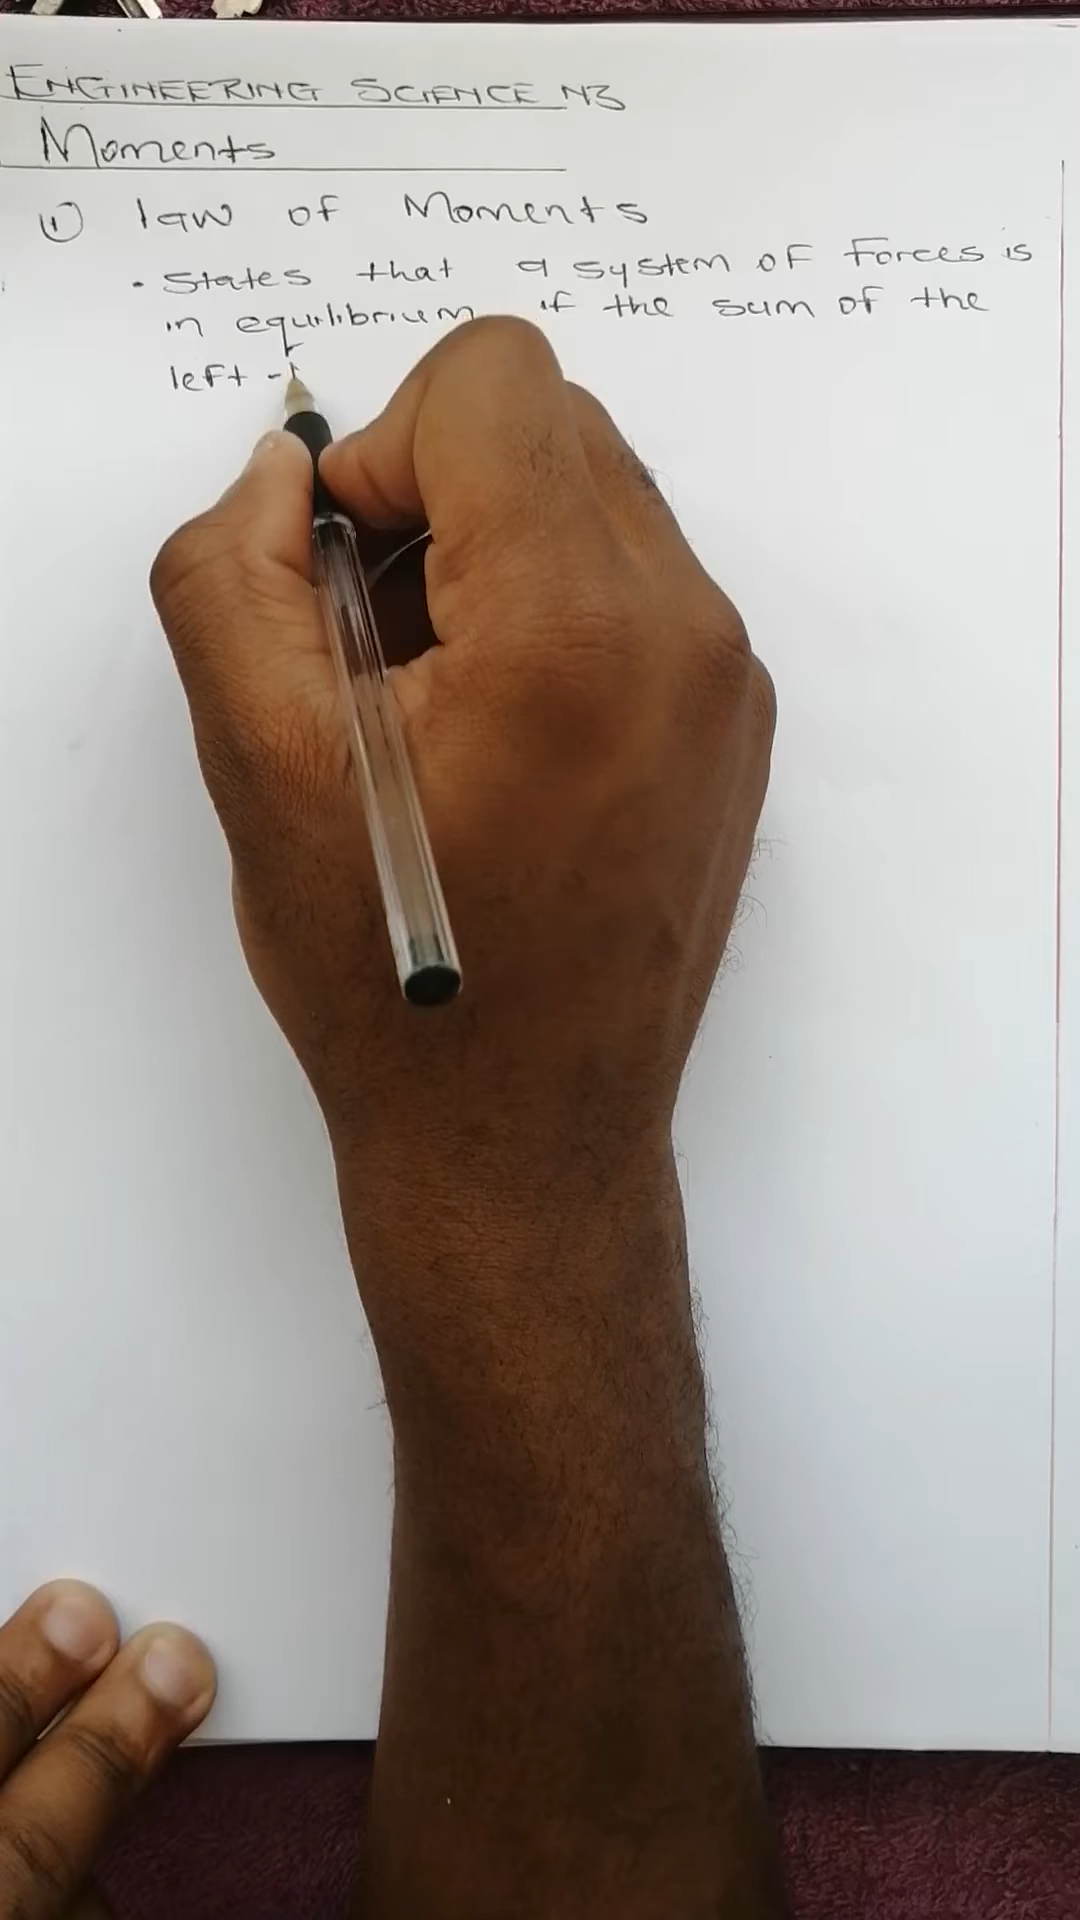 ENGINEERING SCIENCE N3
Moments
① law of Moments
• States that a system of Forces is
in equilibrium if the sum of the
left -